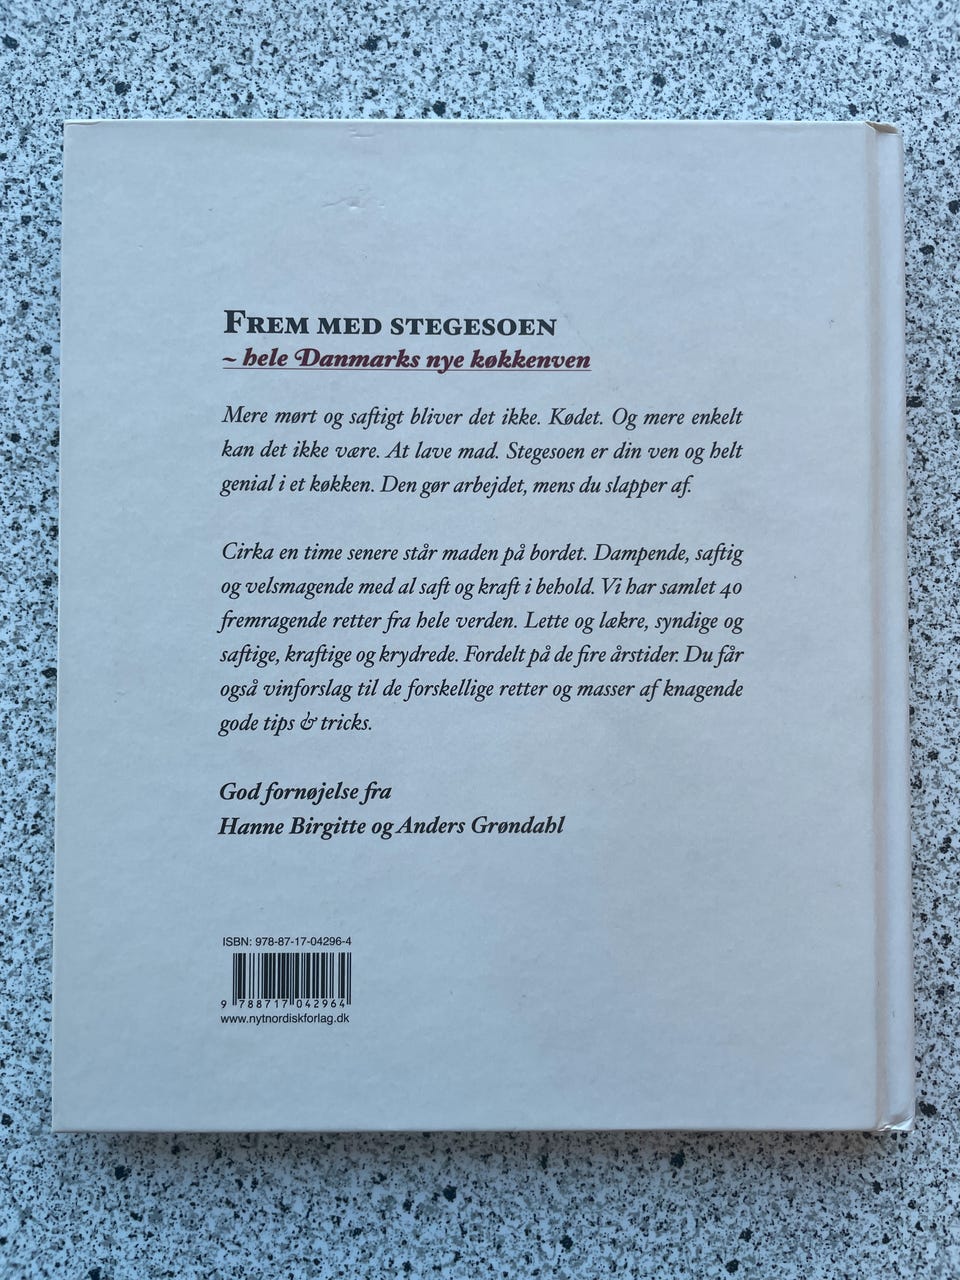 FREM MED STEGESOEN
~ hele Danmarks nye køkkenven
Mere mørt og saftigt bliver det ikke. Kødet. Og mere enkelt
kan det ikke være. At lave mad. Stegesoen er din ven og helt
genial i et køkken. Den gør arbejdet, mens du slapper af.
Cirka en time senere står maden på bordet. Dampende, saftig
og velsmagende med al saft og kraft i behold. Vi har samlet 40
fremragende retter fra hele verden. Lette og lækre, syndige og
saftige, kraftige og krydrede. Fordelt på de fire årstider. Du får
også vinforslag til de forskellige retter og masser af knagende
gode tips & tricks.
God fornøjelse fra
Hanne Birgitte og Anders Grøndahl
ISBN: 978-87-17-04296-4
9 788717 042964
www.nytnordiskforlag.dk